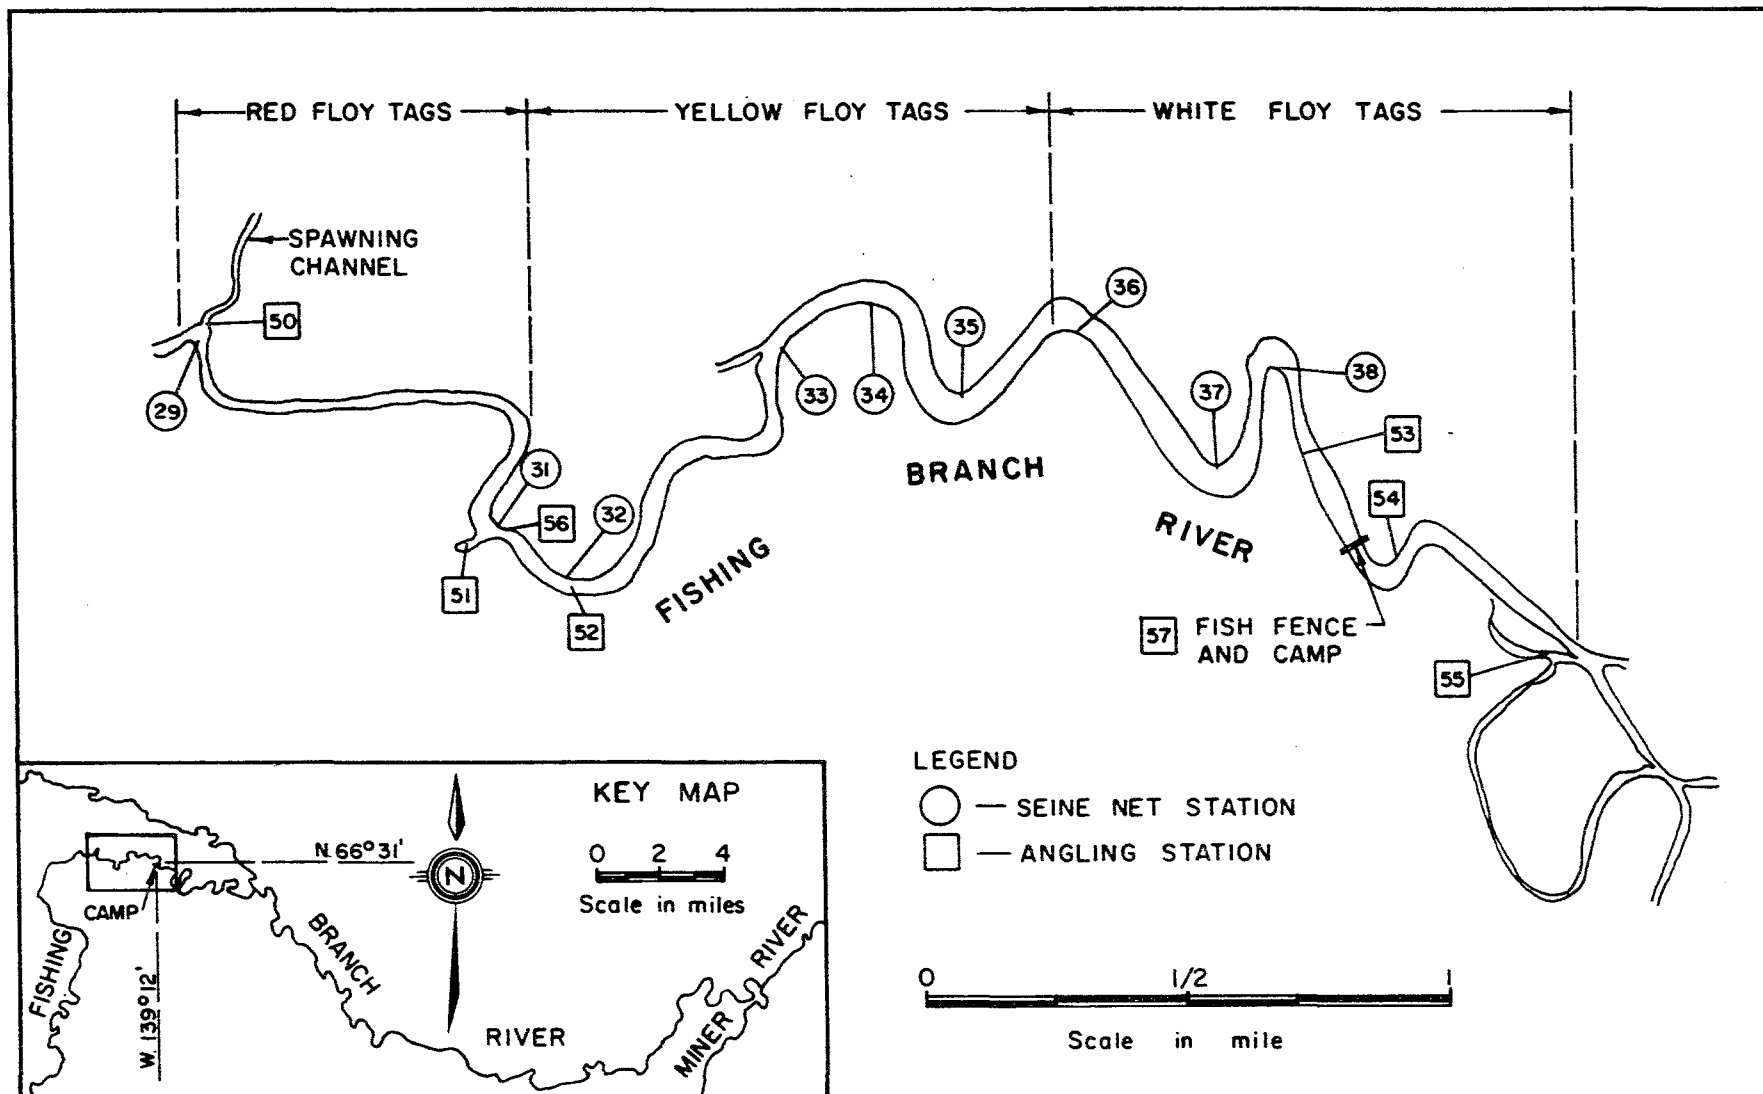 RED FLOY TAGS
YELLOW FLOY TAGS
WHITE FLOY TAGS
SPAWNING
CHANNEL
50
29
31
56
32
51
52
33
34
35
36
37
38
53
54
55
FISHING
BRANCH
RIVER
57
FISH FENCE
AND CAMP
LEGEND
— SEINE NET STATION
— ANGLING STATION
0 1/2 1
Scale in mile
KEY MAP
0 2 4
Scale in miles
N 66° 31'
N
CAMP
W. 139° 12'
FISHING
BRANCH
RIVER
MINER
RIVER